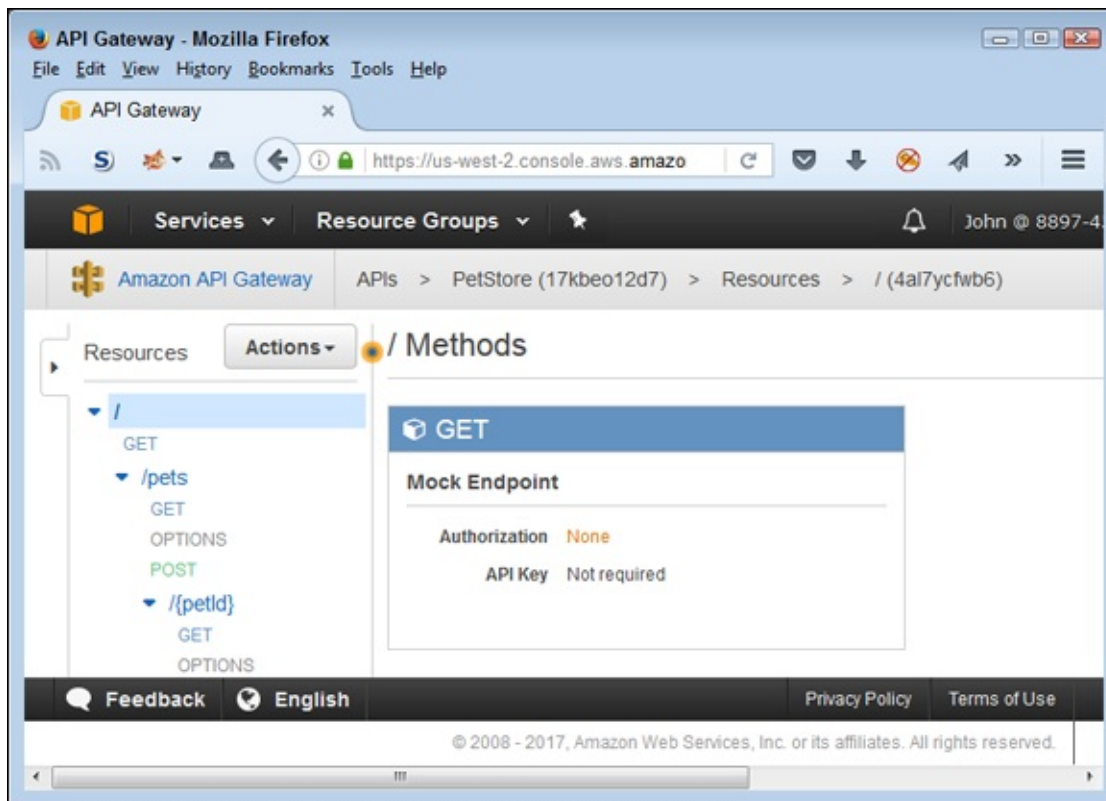 API Gateway - Mozilla Firefox
File Edit View History Bookmarks Tools Help
API Gateway
https://us-west-2.console.aws.amazo
Services Resource Groups John @ 8897-4
Amazon API Gateway APIs > PetStore (17kbeo12d7) > Resources > / (4al7ycfwb6)
Resources Actions / Methods
/
GET
/pets
GET
OPTIONS
POST
/{petId}
GET
OPTIONS
GET
Mock Endpoint
Authorization None
API Key Not required
Feedback English Privacy Policy Terms of Use
© 2008 - 2017, Amazon Web Services, Inc. or its affiliates. All rights reserved.